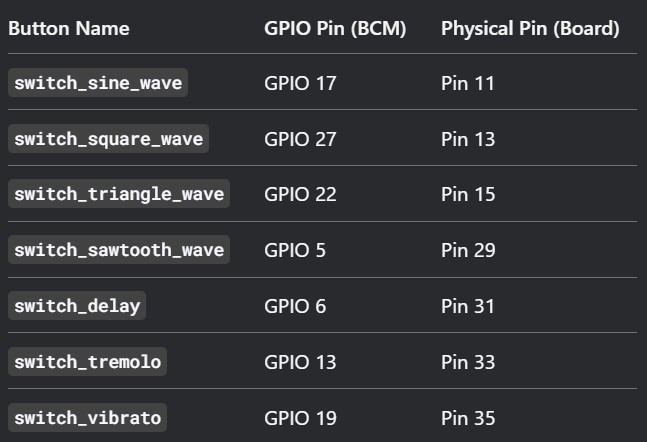 Button Name GPIO Pin (BCM) Physical Pin (Board)
switch_sine_wave GPIO 17 Pin 11
switch_square_wave GPIO 27 Pin 13
switch_triangle_wave GPIO 22 Pin 15
switch_sawtooth_wave GPIO 5 Pin 29
switch_delay GPIO 6 Pin 31
switch_tremolo GPIO 13 Pin 33
switch_vibrato GPIO 19 Pin 35